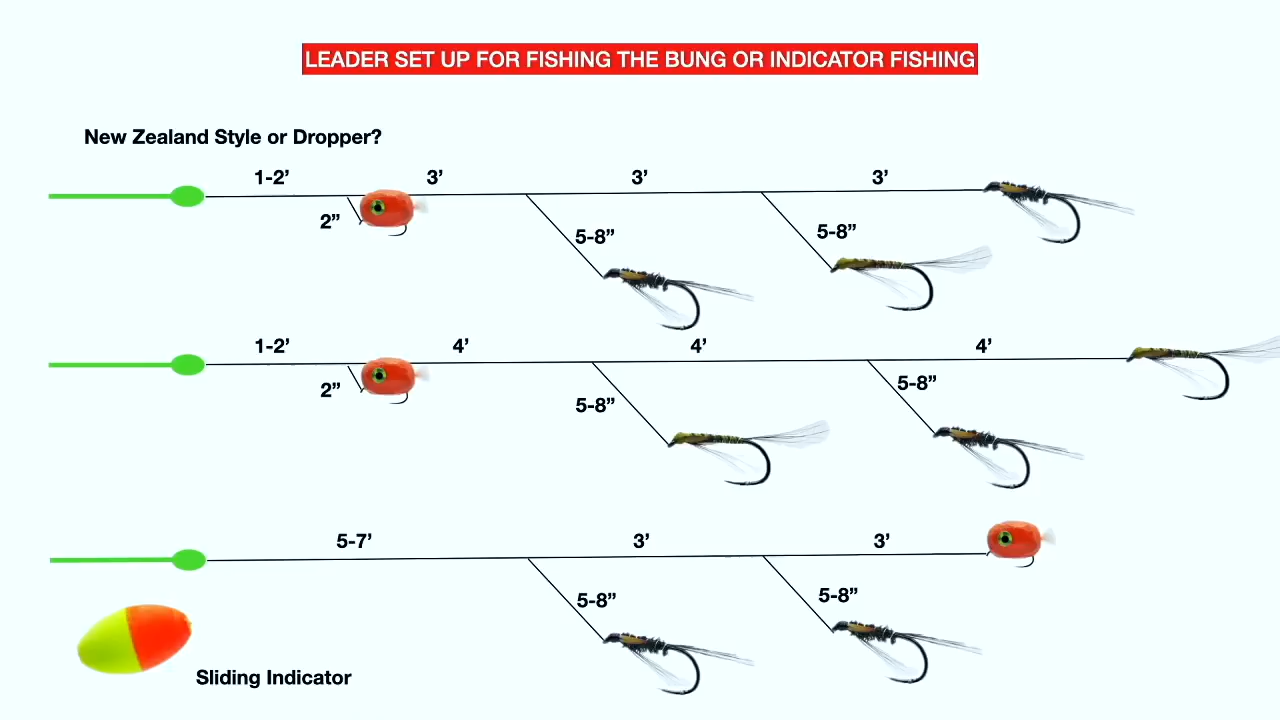 LEADER SET UP FOR FISHING THE BUNG OR INDICATOR FISHING
New Zealand Style or Dropper?
1-2’ 3’ 3’ 3’
2” 5-8” 5-8”
1-2’ 4’ 4’ 4’
2” 5-8” 5-8”
5-7’ 3’ 3’
5-8” 5-8”
Sliding Indicator